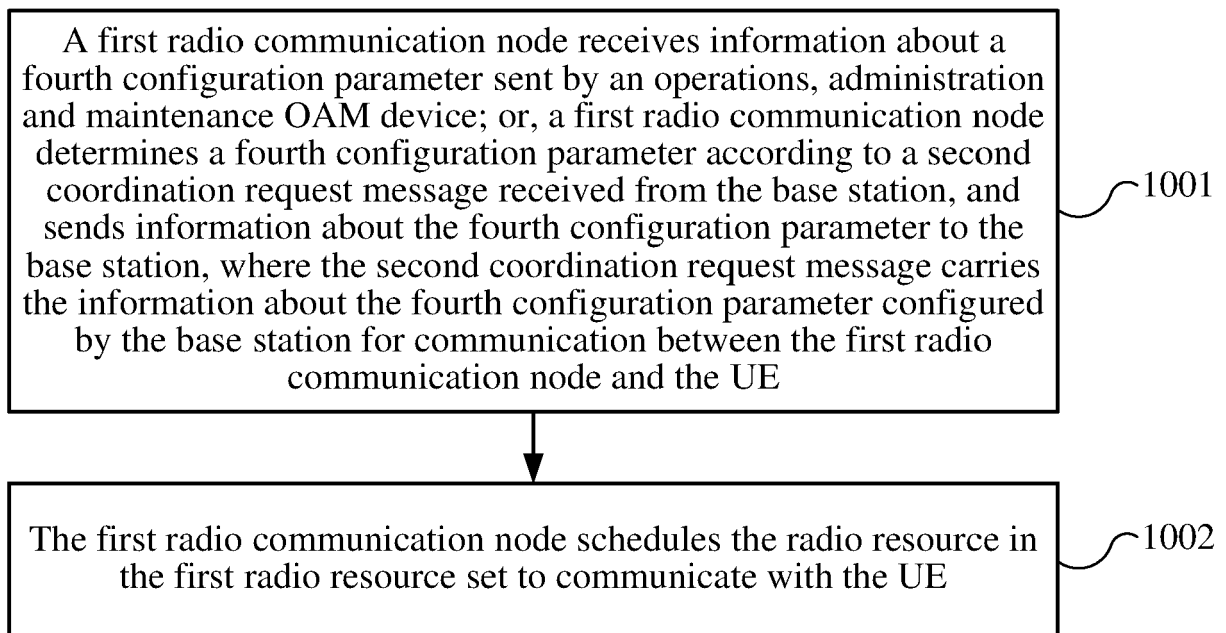 A first radio communication node receives information about a
fourth configuration parameter sent by an operations, administration
and maintenance OAM device; or, a first radio communication node
determines a fourth configuration parameter according to a second
coordination request message received from the base station, and
sends information about the fourth configuration parameter to the
base station, where the second coordination request message carries
the information about the fourth configuration parameter configured
by the base station for communication between the first radio
communication node and the UE
1001
The first radio communication node schedules the radio resource in
the first radio resource set to communicate with the UE
1002